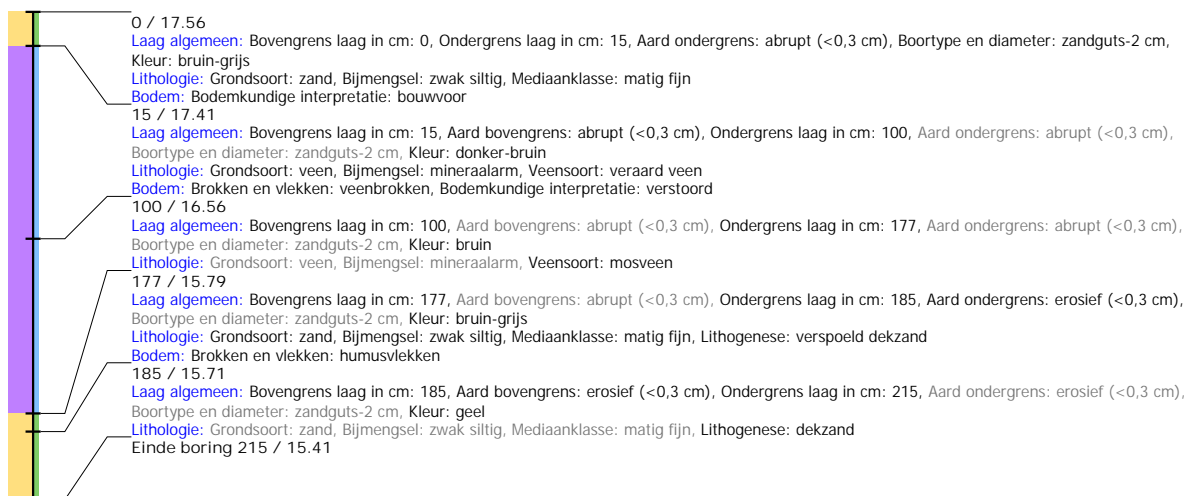 0 / 17.56
Laag algemeen: Bovengrens laag in cm: 0, Ondergrens laag in cm: 15, Aard ondergrens: abrupt (<0,3 cm), Boortype en diameter: zandguts-2 cm,
Kleur: bruin-grijs
Lithologie: Grondsoort: zand, Bijmengsel: zwak siltig, Mediaanklasse: matig fijn
Bodem: Bodemkundige interpretatie: bouwvoor
15 / 17.41
Laag algemeen: Bovengrens laag in cm: 15, Aard bovengrens: abrupt (<0,3 cm), Ondergrens laag in cm: 100, Aard ondergrens: abrupt (<0,3 cm),
Boortype en diameter: zandguts-2 cm, Kleur: donker-bruin
Lithologie: Grondsoort: veen, Bijmengsel: mineraalarm, Veensoort: veraard veen
Bodem: Brokken en vlekken: veenbrokken, Bodemkundige interpretatie: verstoord
100 / 16.56
Laag algemeen: Bovengrens laag in cm: 100, Aard bovengrens: abrupt (<0,3 cm), Ondergrens laag in cm: 177, Aard ondergrens: abrupt (<0,3 cm),
Boortype en diameter: zandguts-2 cm, Kleur: bruin
Lithologie: Grondsoort: veen, Bijmengsel: mineraalarm, Veensoort: mosveen
177 / 15.79
Laag algemeen: Bovengrens laag in cm: 177, Aard bovengrens: abrupt (<0,3 cm), Ondergrens laag in cm: 185, Aard ondergrens: erosief (<0,3 cm),
Boortype en diameter: zandguts-2 cm, Kleur: bruin-grijs
Lithologie: Grondsoort: zand, Bijmengsel: zwak siltig, Mediaanklasse: matig fijn, Lithogenese: verspoeld dekzand
Bodem: Brokken en vlekken: humusvlekken
185 / 15.71
Laag algemeen: Bovengrens laag in cm: 185, Aard bovengrens: erosief (<0,3 cm), Ondergrens laag in cm: 215, Aard ondergrens: erosief (<0,3 cm),
Boortype en diameter: zandguts-2 cm, Kleur: geel
Lithologie: Grondsoort: zand, Bijmengsel: zwak siltig, Mediaanklasse: matig fijn, Lithogenese: dekzand
Einde boring 215 / 15.41